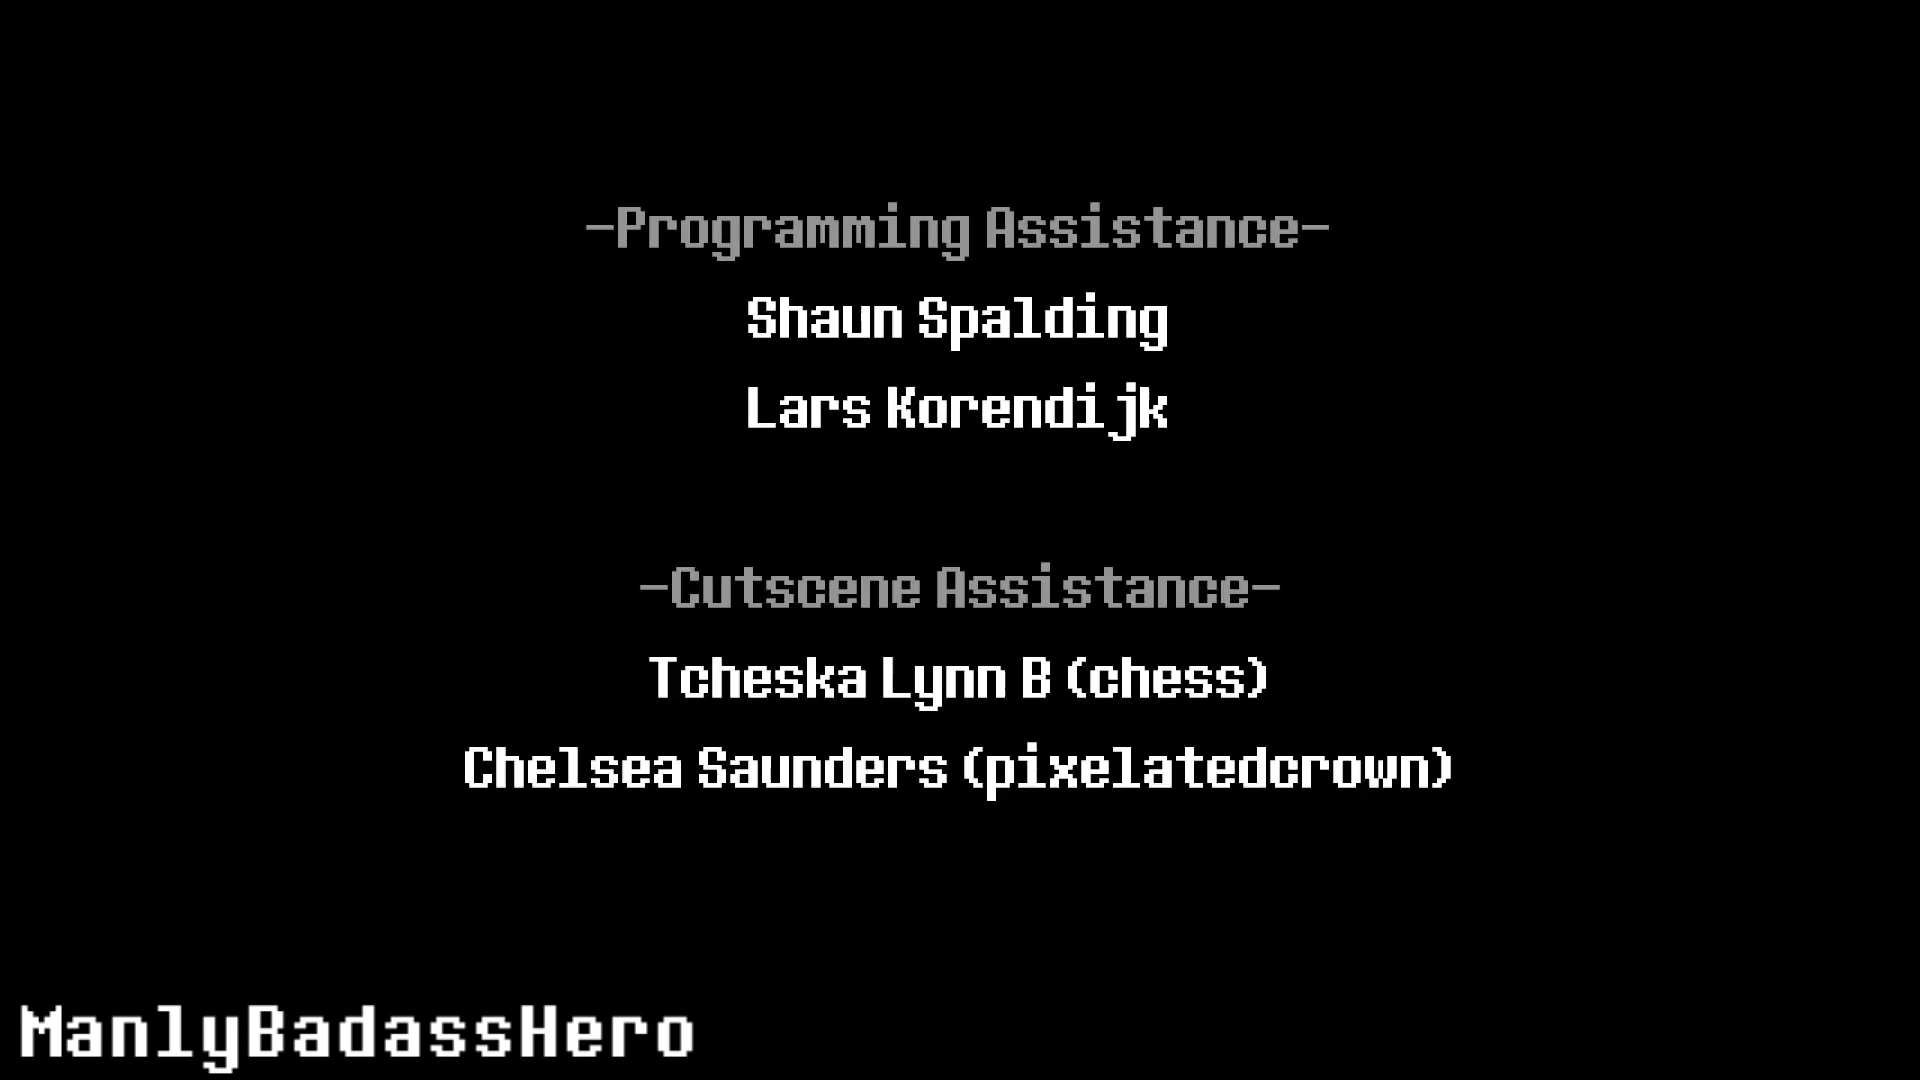 -Programming Assistance-
Shaun Spalding
Lars Korendijk
-Cutscene Assistance-
Tcheska Lynn B (chess)
Chelsea Saunders (pixelatedcrown)
ManlyBadassHero